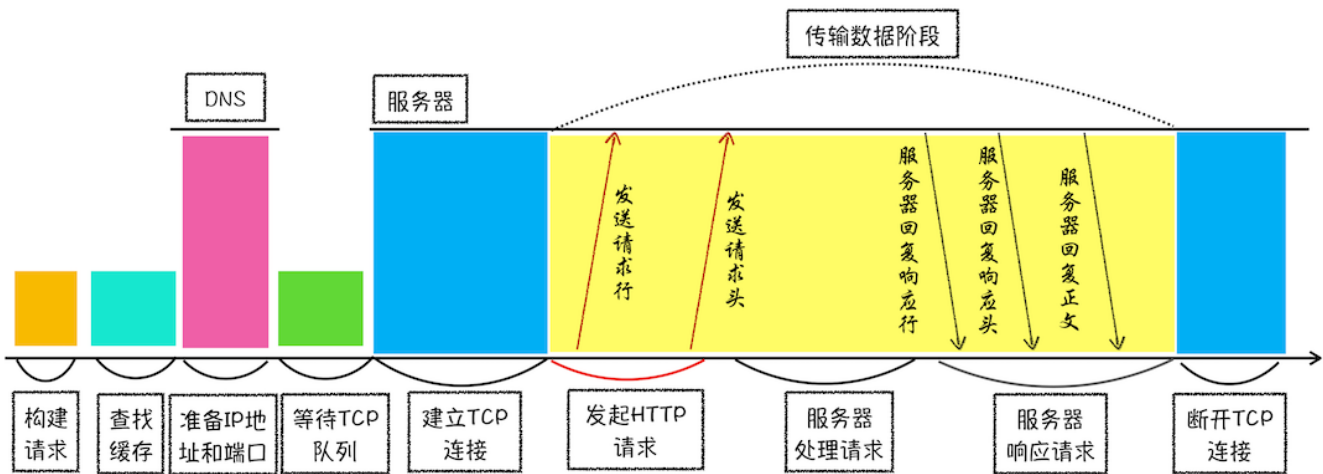 传输数据阶段
DNS
服务器
发送请求行
发送请求头
服务器回复响应行
服务器回复响应头
服务器回复正文
构建
请求
查找
缓存
准备IP地
址和端口
等待TCP
队列
建立TCP
连接
发起HTTP
请求
服务器
处理请求
服务器
响应请求
断开TCP
连接